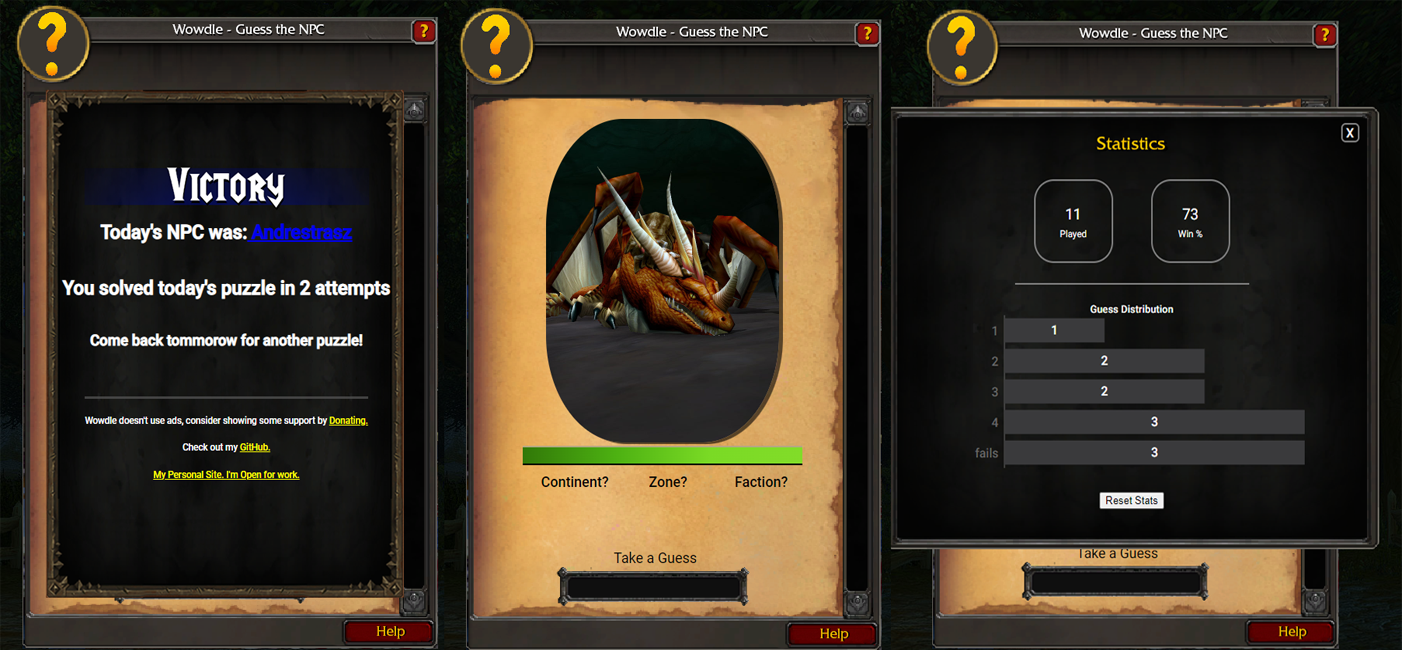 ?
Wowdle - Guess the NPC
?
Victory
Today's NPC was: Andrestrasz
You solved today's puzzle in 2 attempts
Come back tommorow for another puzzle!
Wowdle doesn't use ads, consider showing some support by Donating.
Check out my GitHub.
My Personal Site. I'm Open for work.
Help
?
Wowdle - Guess the NPC
?
Continent?
Zone?
Faction?
Take a Guess
Help
?
Wowdle - Guess the NPC
?
Statistics
X
11
Played
73
Win %
Guess Distribution
1 1
2 2
3 2
4 3
fails 3
Reset Stats
Take a Guess
Help